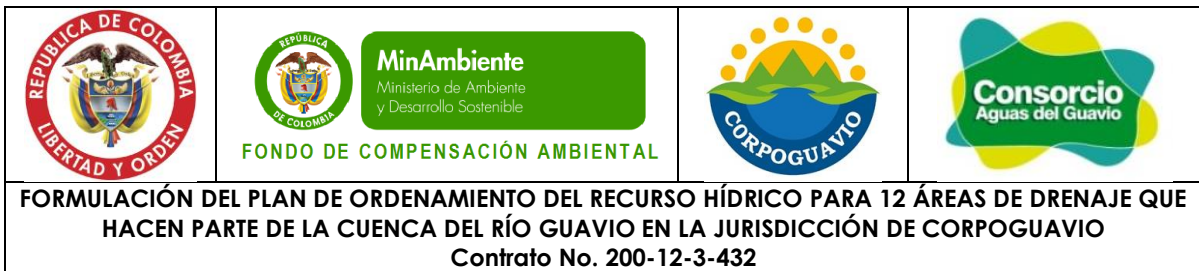 REPUBLICA DE COLOMBIA
LIBERTAD Y ORDEN
REPÚBLICA
DE COLOMBIA
MinAmbiente
Ministerio de Ambiente
y Desarrollo Sostenible
FONDO DE COMPENSACIÓN AMBIENTAL
CORPOGUAVIO
Consorcio
Aguas del Guavio
FORMULACIÓN DEL PLAN DE ORDENAMIENTO DEL RECURSO HÍDRICO PARA 12 ÁREAS DE DRENAJE QUE
HACEN PARTE DE LA CUENCA DEL RÍO GUAVIO EN LA JURISDICCIÓN DE CORPOGUAVIO
Contrato No. 200-12-3-432